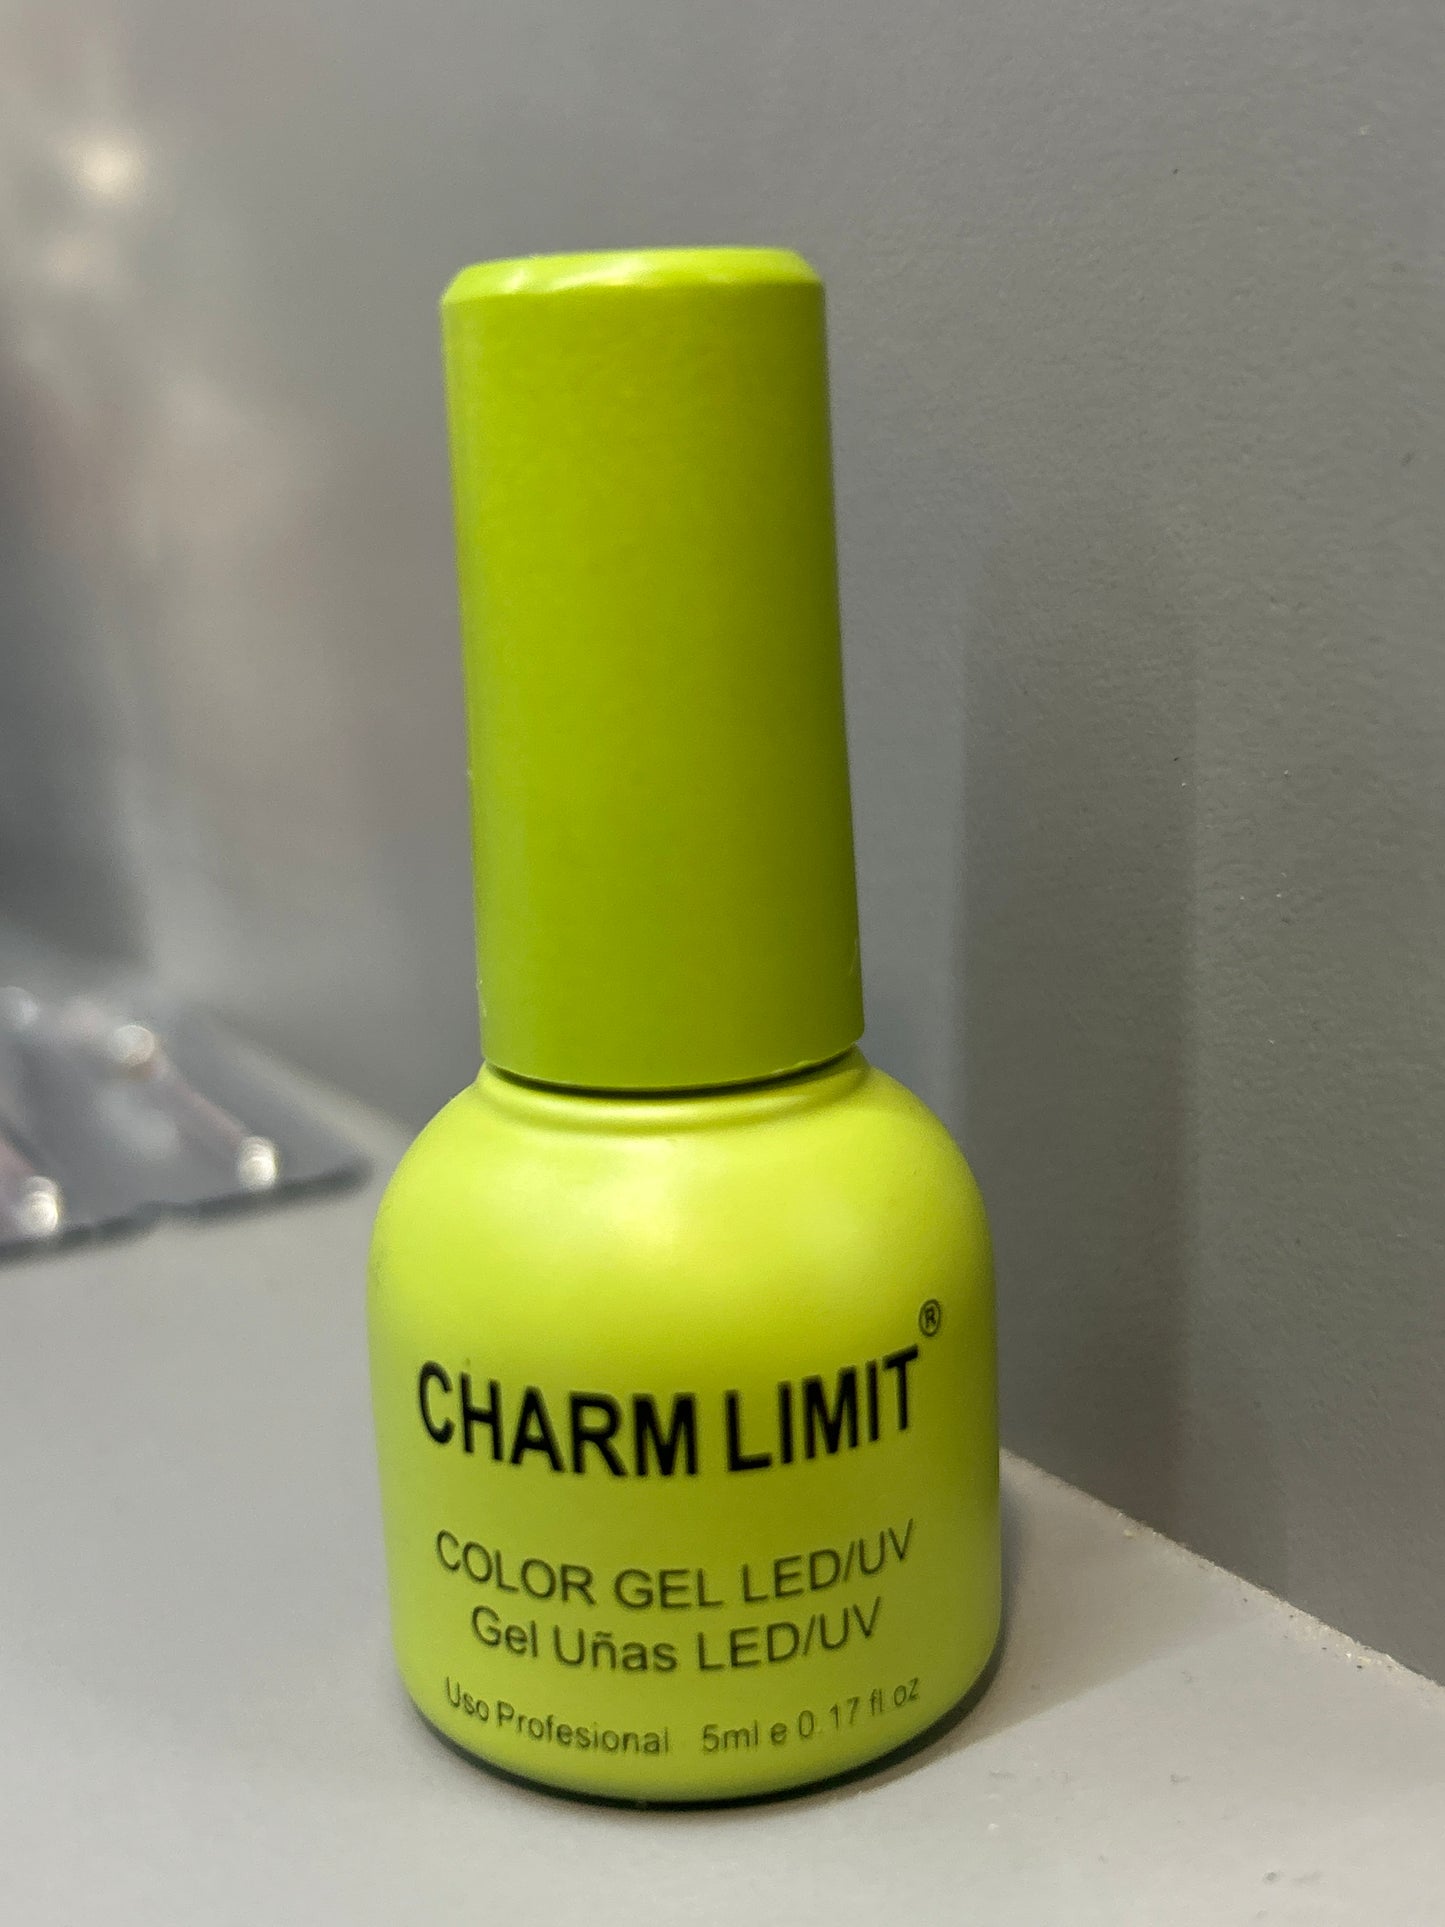 CHARM LIMIT®
COLOR GEL LED/UV
Gel Uñas LED/UV
Uso Profesional 5ml e 0.17 fl oz